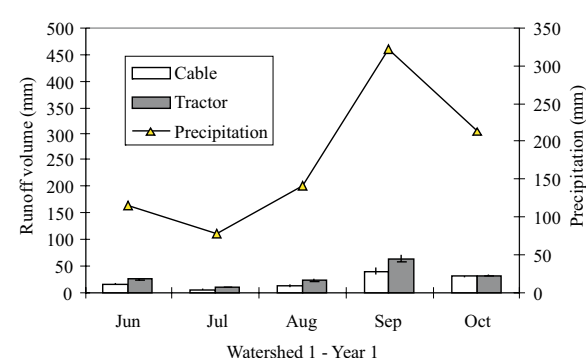 500
450
400
350
300
250
200
150
100
50
0
Runoff volume (mm)
Cable
Tractor
Precipitation
350
300
250
200
150
100
50
0
Precipitation (mm)
Jun Jul Aug Sep Oct
Watershed 1 - Year 1